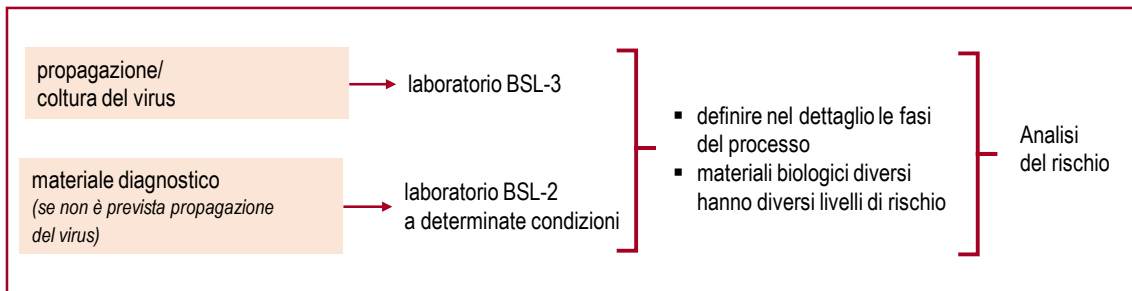 propagazione/
coltura del virus
laboratorio BSL-3
materiale diagnostico
(se non è prevista propagazione
del virus)
laboratorio BSL-2
a determinate condizioni
▪ definire nel dettaglio le fasi
del processo
▪ materiali biologici diversi
hanno diversi livelli di rischio
Analisi
del rischio